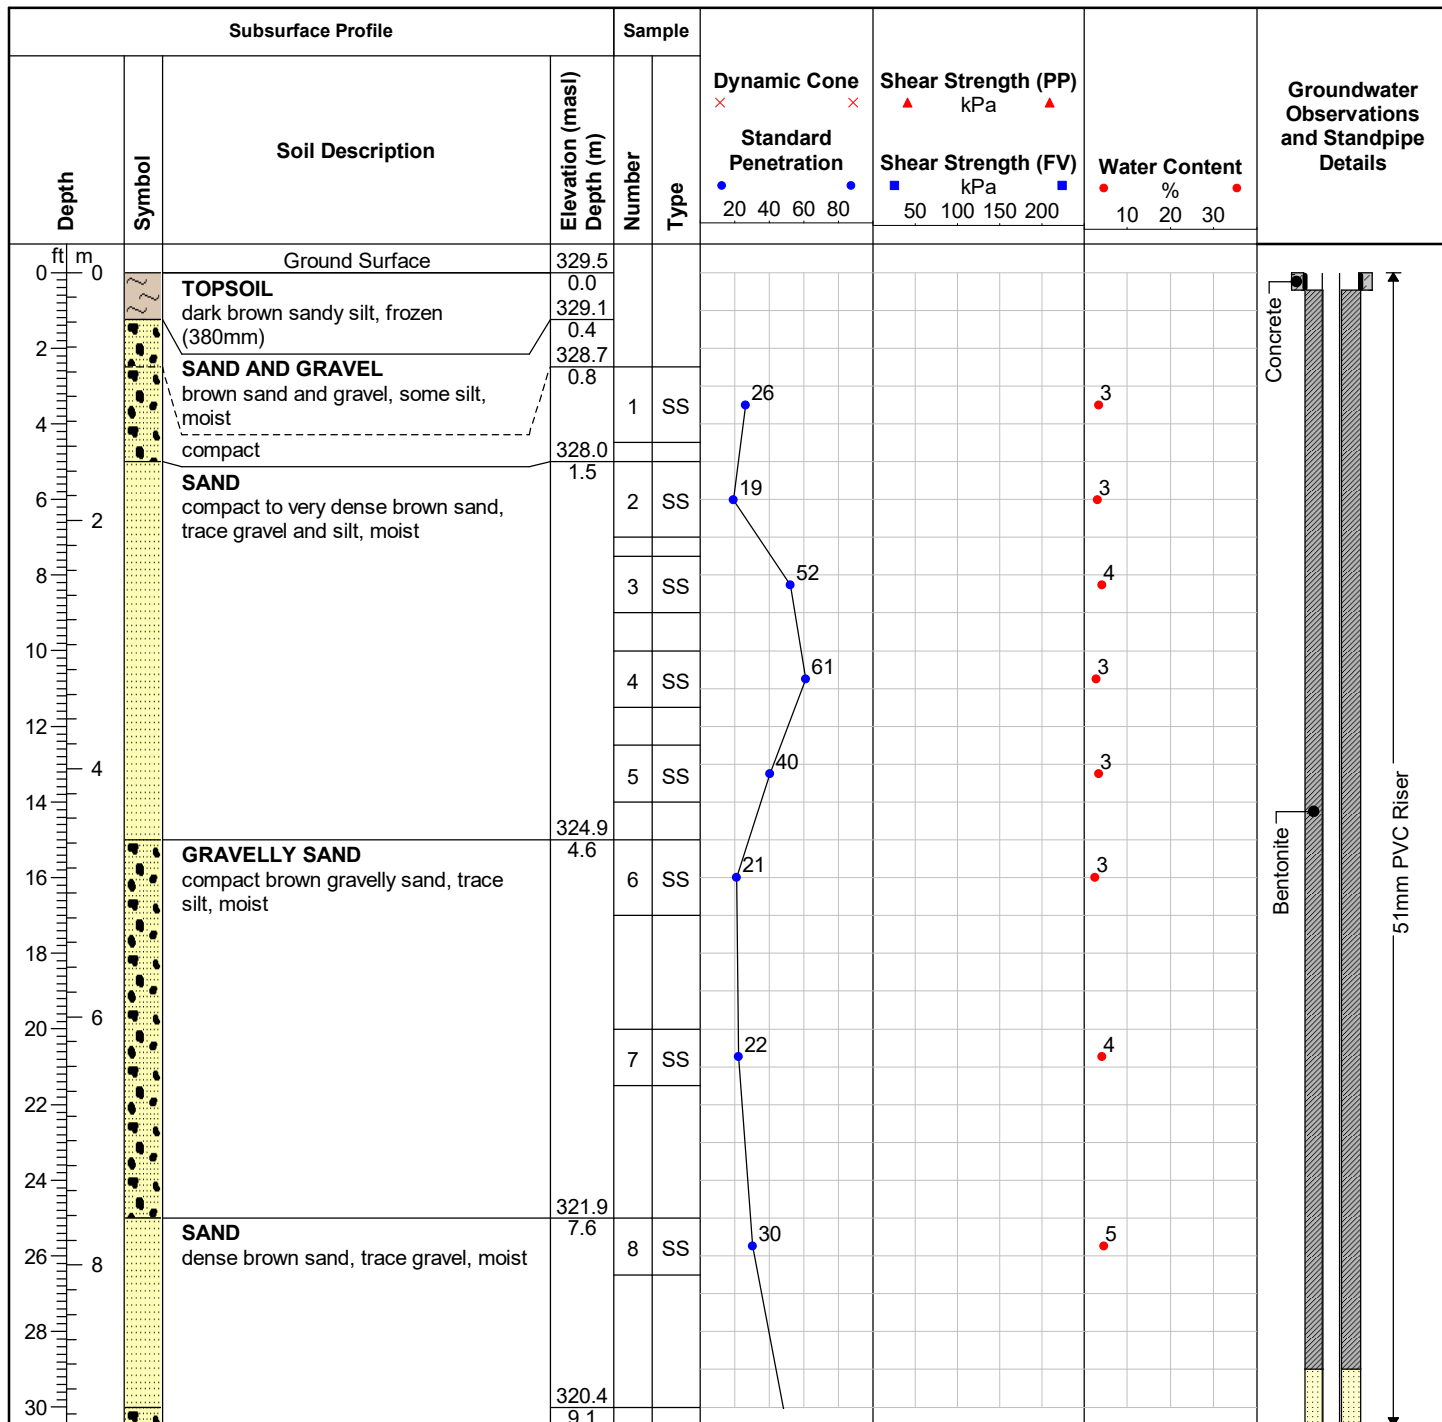 Subsurface Profile
Sample
Depth
Symbol
Soil Description
Elevation (masl)
Depth (m)
Number
Type
Dynamic Cone
Standard
Penetration
20 40 60 80
Shear Strength (PP)
kPa
Shear Strength (FV)
kPa
50 100 150 200
Water Content
%
10 20 30
Groundwater
Observations
and Standpipe
Details
ft m
Ground Surface
329.5
0 0
0.0
TOPSOIL
dark brown sandy silt, frozen
(380mm)
329.1
0.4
2
328.7
SAND AND GRAVEL
brown sand and gravel, some silt,
moist
0.8
1 SS
26
3
4
compact
328.0
1.5
SAND
compact to very dense brown sand,
trace gravel and silt, moist
6
2
2 SS
19
3
8
3 SS
52
4
10
4 SS
61
3
12
4
5 SS
40
3
14
324.9
4.6
GRAVELLY SAND
compact brown gravelly sand, trace
silt, moist
16
6 SS
21
3
18
6
20
7 SS
22
4
22
24
321.9
7.6
SAND
dense brown sand, trace gravel, moist
26
8
8 SS
30
5
28
320.4
30
9.1
Concrete
Bentonite
51mm PVC Riser